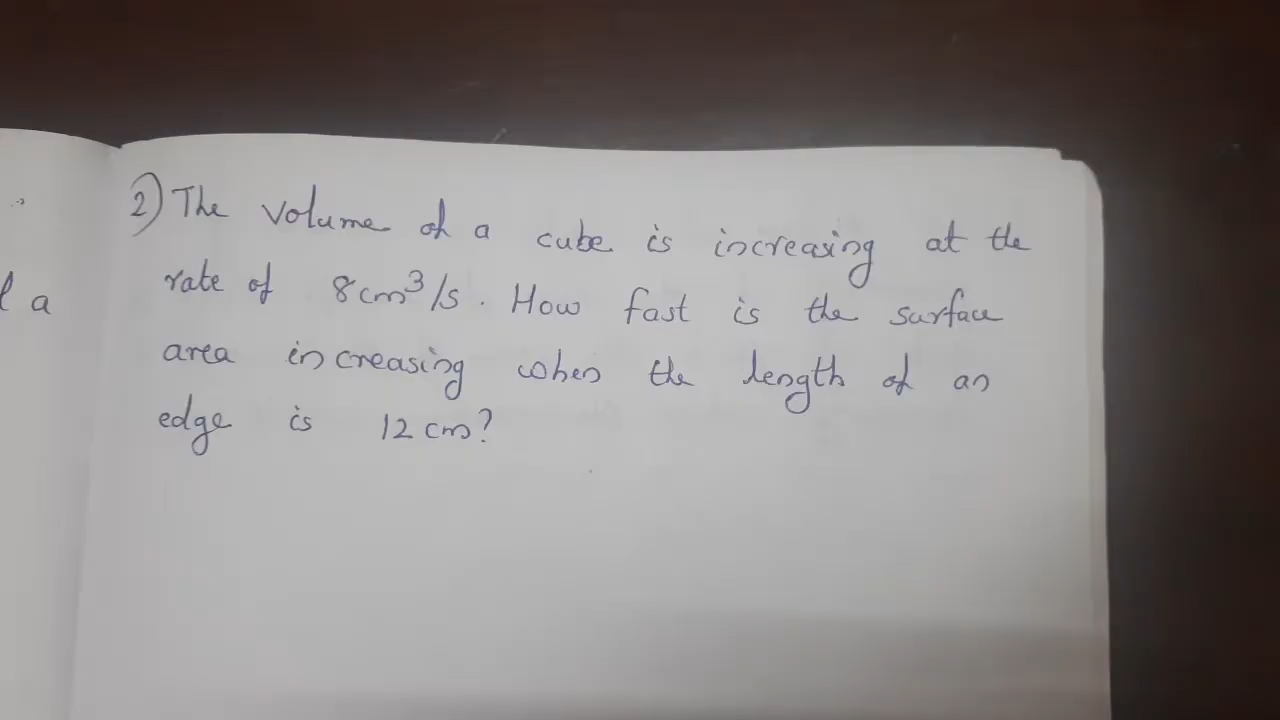 2) The volume of a cube is increasing at the
rate of 8cm³/s. How fast is the surface
area increasing when the length of an
edge is 12 cm?
l a